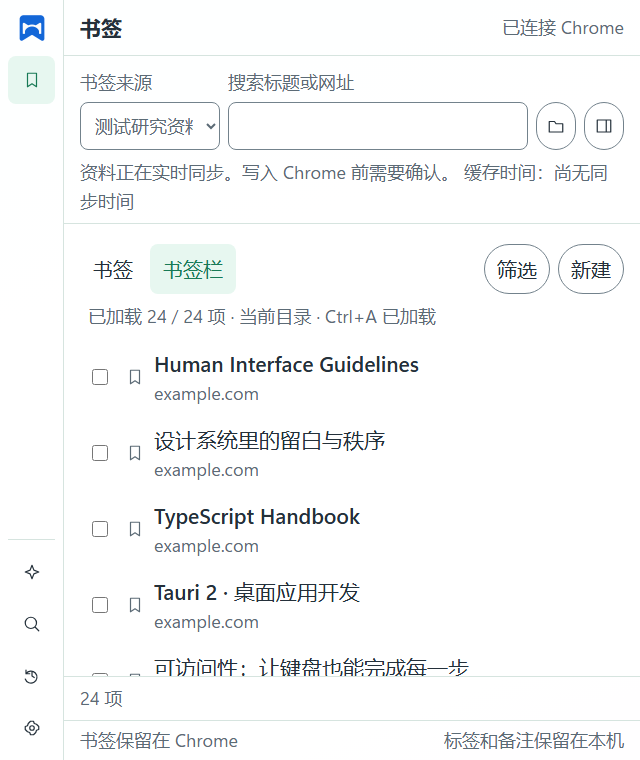 书签
已连接 Chrome
书签来源
搜索标题或网址
测试研究资料
资料正在实时同步。写入 Chrome 前需要确认。 缓存时间：尚无同
步时间
书签 书签栏 筛选 新建
已加载 24 / 24 项 · 当前目录 · Ctrl+A 已加载
Human Interface Guidelines
example.com
设计系统里的留白与秩序
example.com
TypeScript Handbook
example.com
Tauri 2 · 桌面应用开发
example.com
可访问性：让键盘也能完成每一步
24 项
书签保留在 Chrome
标签和备注保留在本机